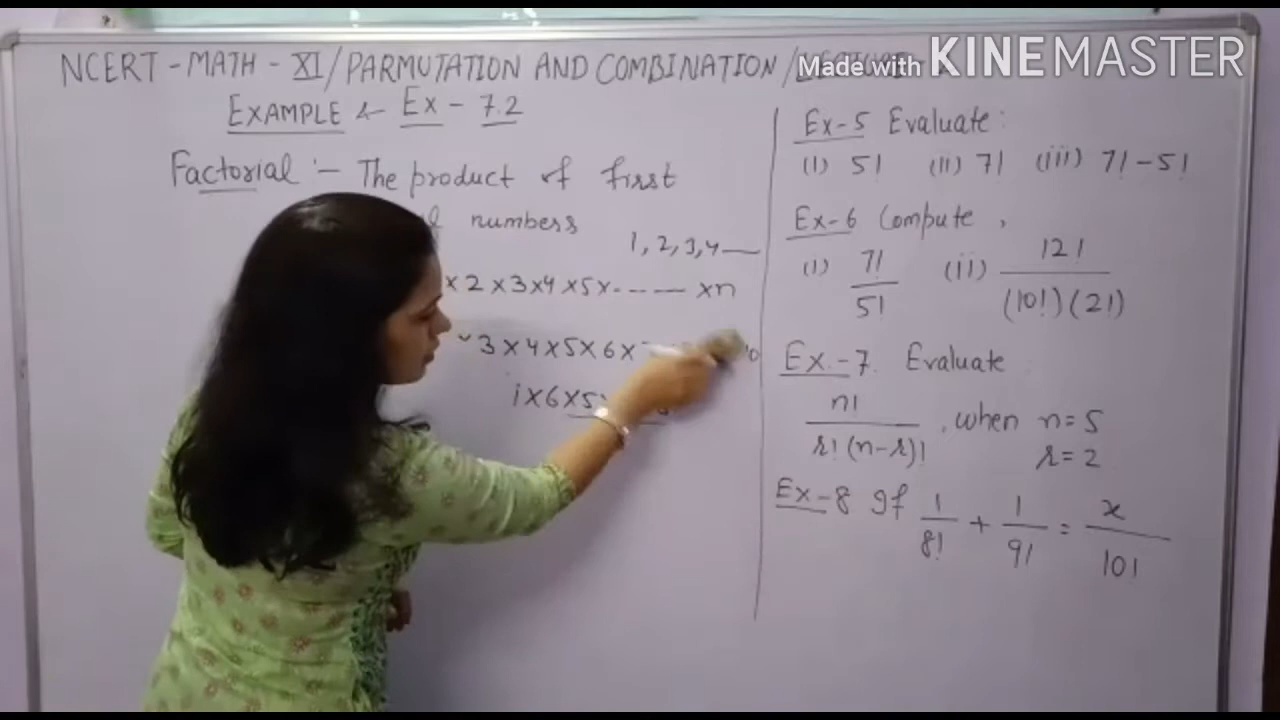 NCERT - MATH - XI / PARMUTATION AND COMBINATION /
Made with KINEMASTER
EXAMPLE & Ex - 7.2
Factorial :- The product of first
numbers
1, 2, 3, 4 ——
× 2 × 3 × 4 × 5 × - - - — × n
3 × 4 × 5 × 6 ×
× 6 × 5
Ex-5 Evaluate:
(i) 5! (ii) 7! (iii) 7! - 5!
Ex-6 Compute,
(i) 7!/5! (ii) 12!/(10!)(2!)
Ex-7. Evaluate
n!/r!(n-r)! , when n=5
r=2
Ex-8 If 1/8! + 1/9! = x/10!